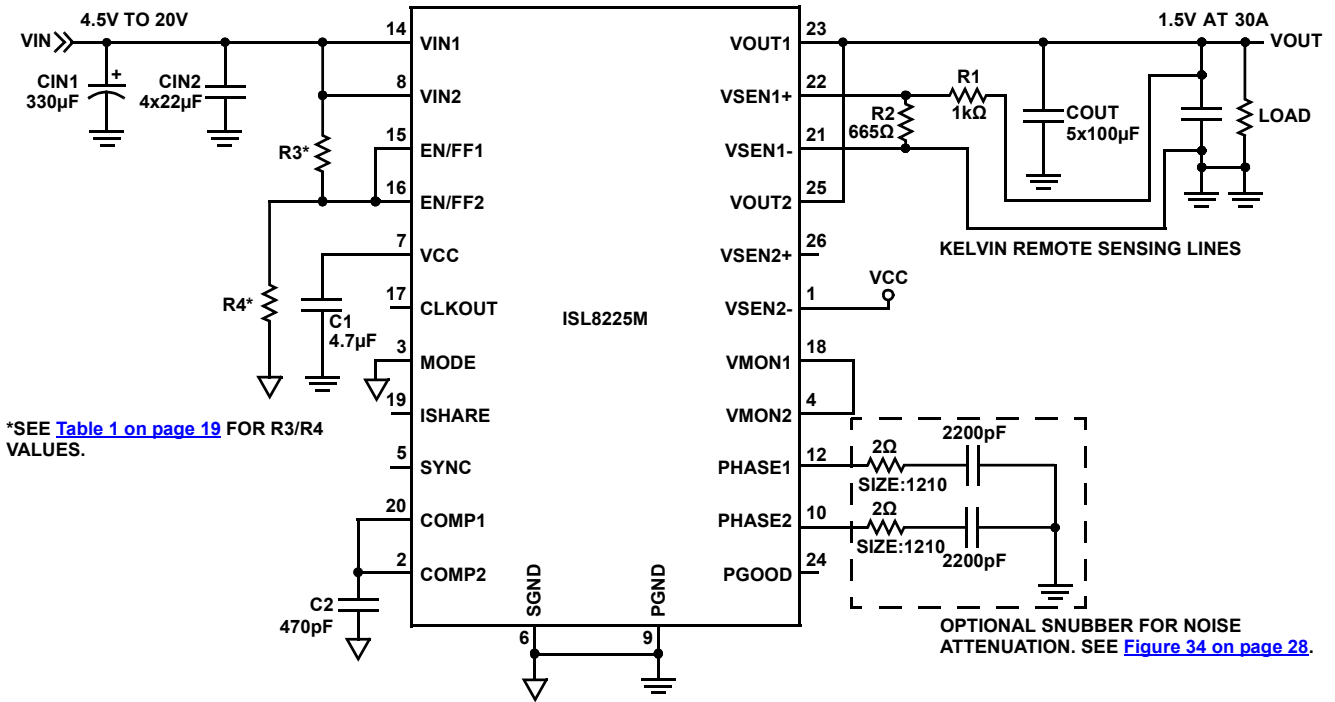 4.5V TO 20V
VIN
CIN1
330µF
+
CIN2
4x22µF
R3*
R4*
C1
4.7µF
*SEE Table 1 on page 19 FOR R3/R4
VALUES.
C2
470pF
14
VIN1
8
VIN2
15
EN/FF1
16
EN/FF2
7
VCC
17
CLKOUT
3
MODE
19
ISHARE
5
SYNC
20
COMP1
2
COMP2
ISL8225M
SGND
6
PGND
9
23
VOUT1
22
VSEN1+
21
VSEN1-
25
VOUT2
26
VSEN2+
1
VSEN2-
18
VMON1
4
VMON2
12
PHASE1
10
PHASE2
24
PGOOD
1.5V AT 30A
VOUT
R1
1kΩ
R2
665Ω
COUT
5x100µF
LOAD
KELVIN REMOTE SENSING LINES
VCC
2Ω
SIZE:1210
2200pF
2Ω
SIZE:1210
2200pF
OPTIONAL SNUBBER FOR NOISE
ATTENUATION. SEE Figure 34 on page 28.